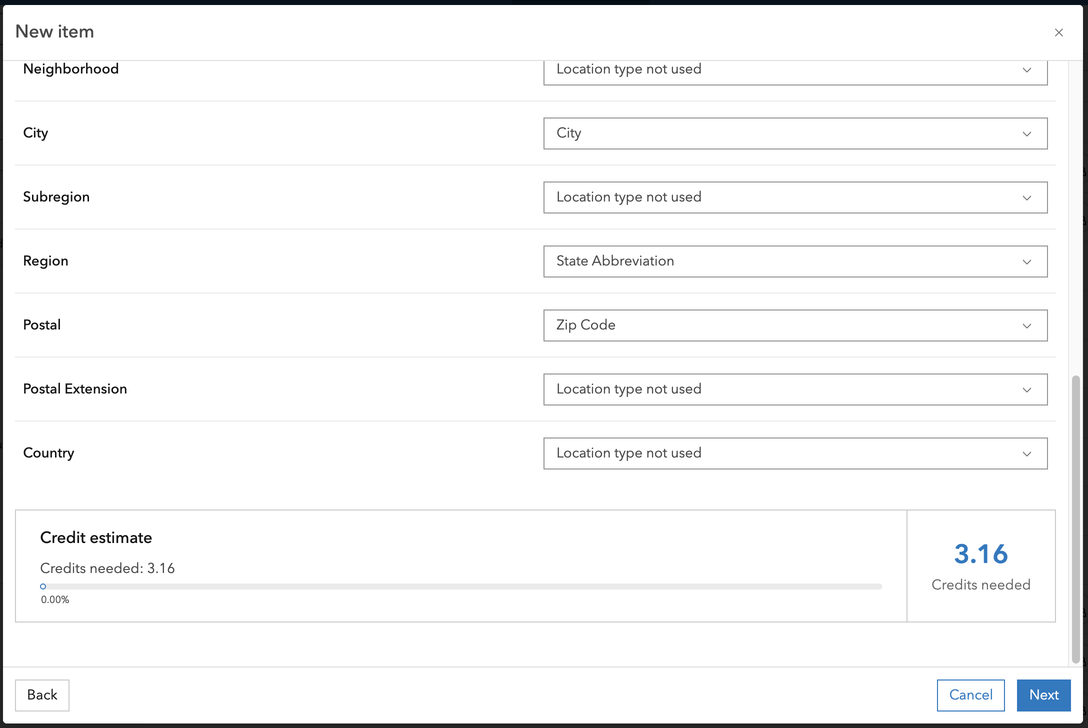 New item
Neighborhood Location type not used
City City
Subregion Location type not used
Region State Abbreviation
Postal Zip Code
Postal Extension Location type not used
Country Location type not used
Credit estimate
Credits needed: 3.16
0.00%
3.16
Credits needed
Back Cancel Next